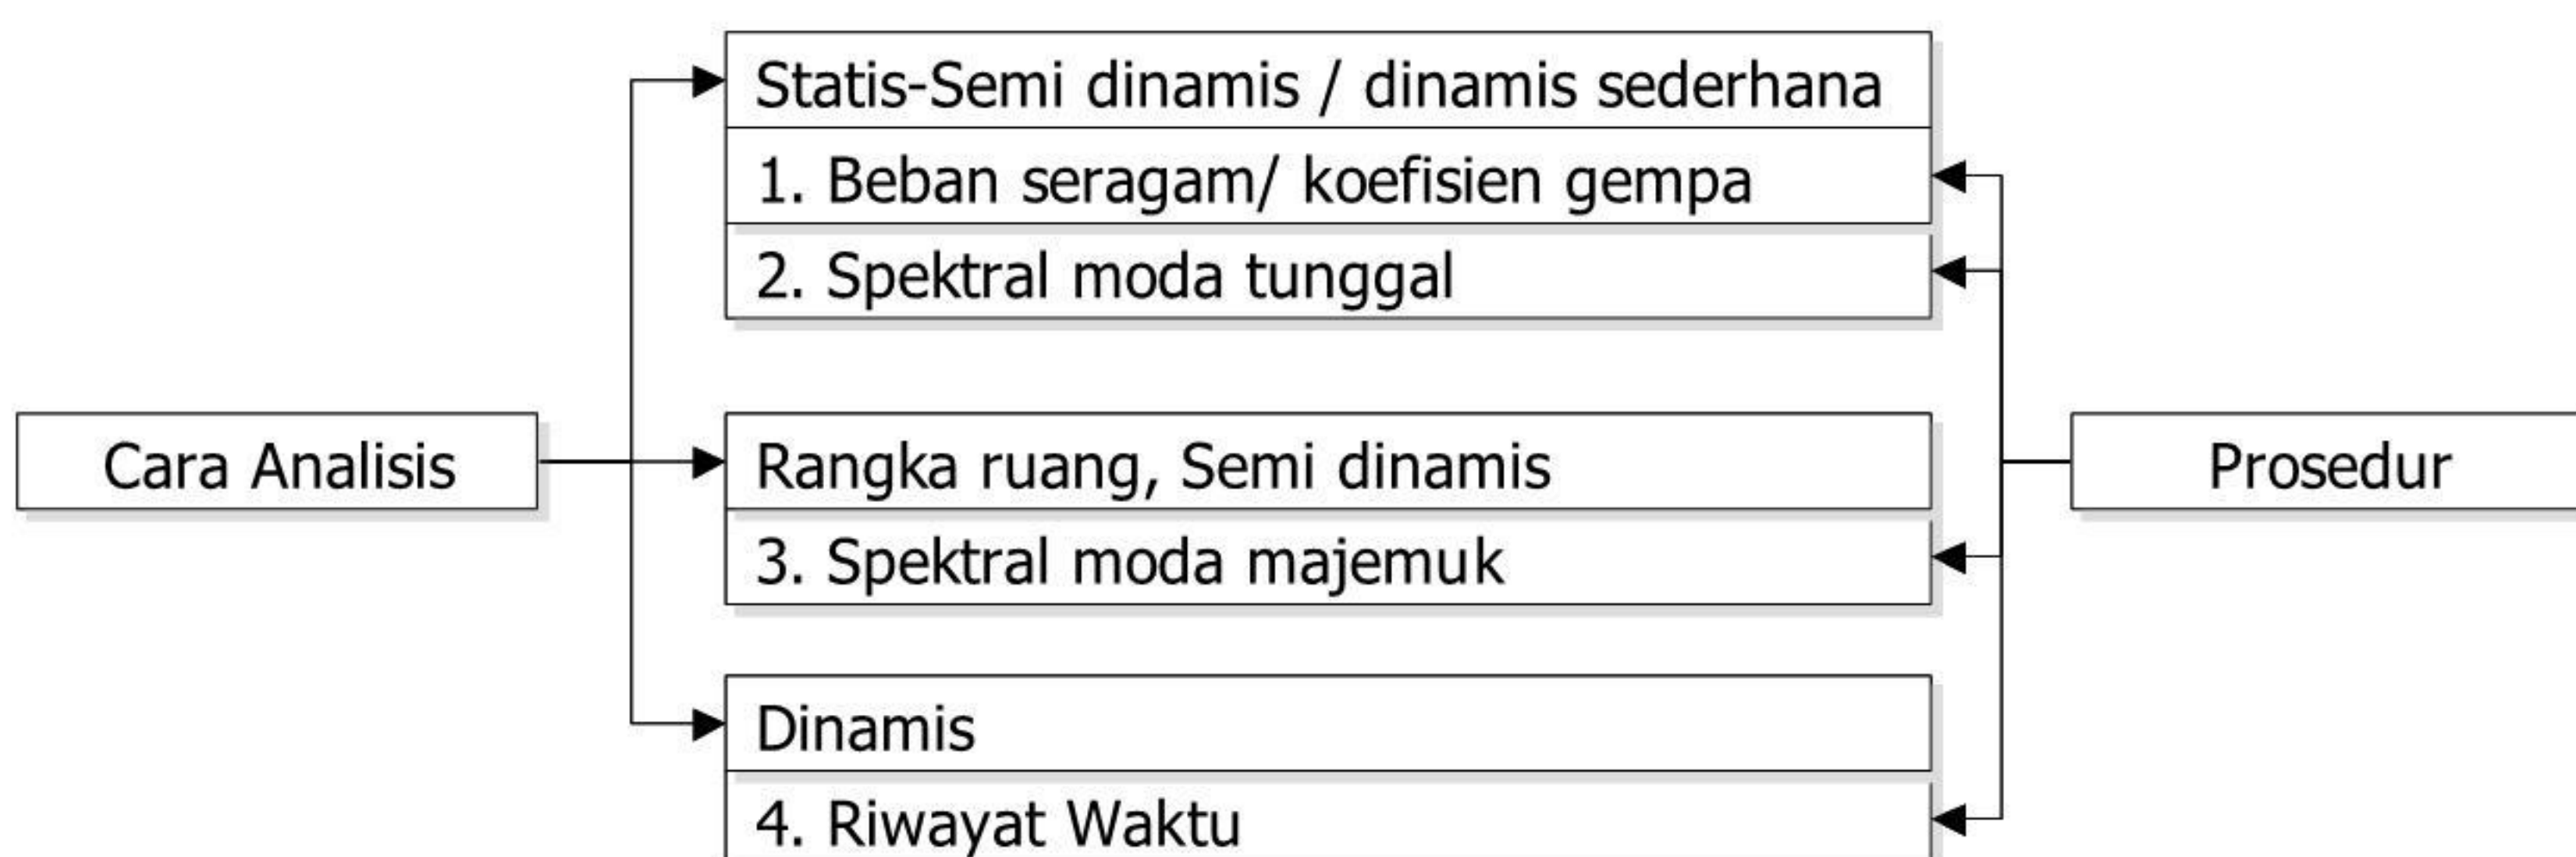 Statis-Semi dinamis / dinamis sederhana
1. Beban seragam/ koefisien gempa
2. Spektral moda tunggal
Cara Analisis
Rangka ruang, Semi dinamis
Prosedur
3. Spektral moda majemuk
Dinamis
4. Riwayat Waktu